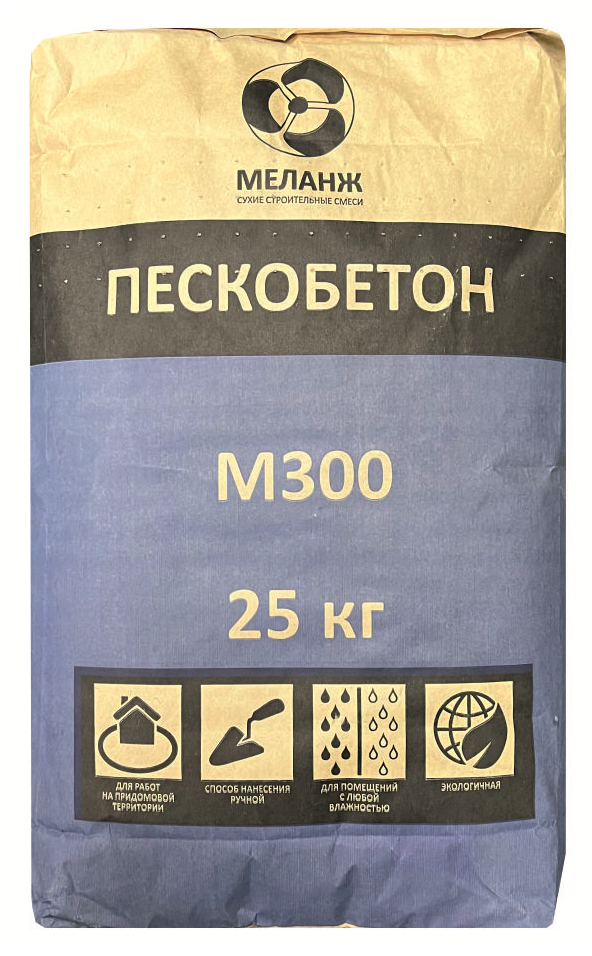 МЕЛАНЖ
СУХИЕ СТРОИТЕЛЬНЫЕ СМЕСИ
ПЕСКОБЕТОН
М300
25 кг
ДЛЯ РАБОТ
НА ПРИДОМОВОЙ
ТЕРРИТОРИИ
СПОСОБ НАНЕСЕНИЯ
РУЧНОЙ
ДЛЯ ПОМЕЩЕНИЙ
С ЛЮБОЙ
ВЛАЖНОСТЬЮ
ЭКОЛОГИЧНАЯ